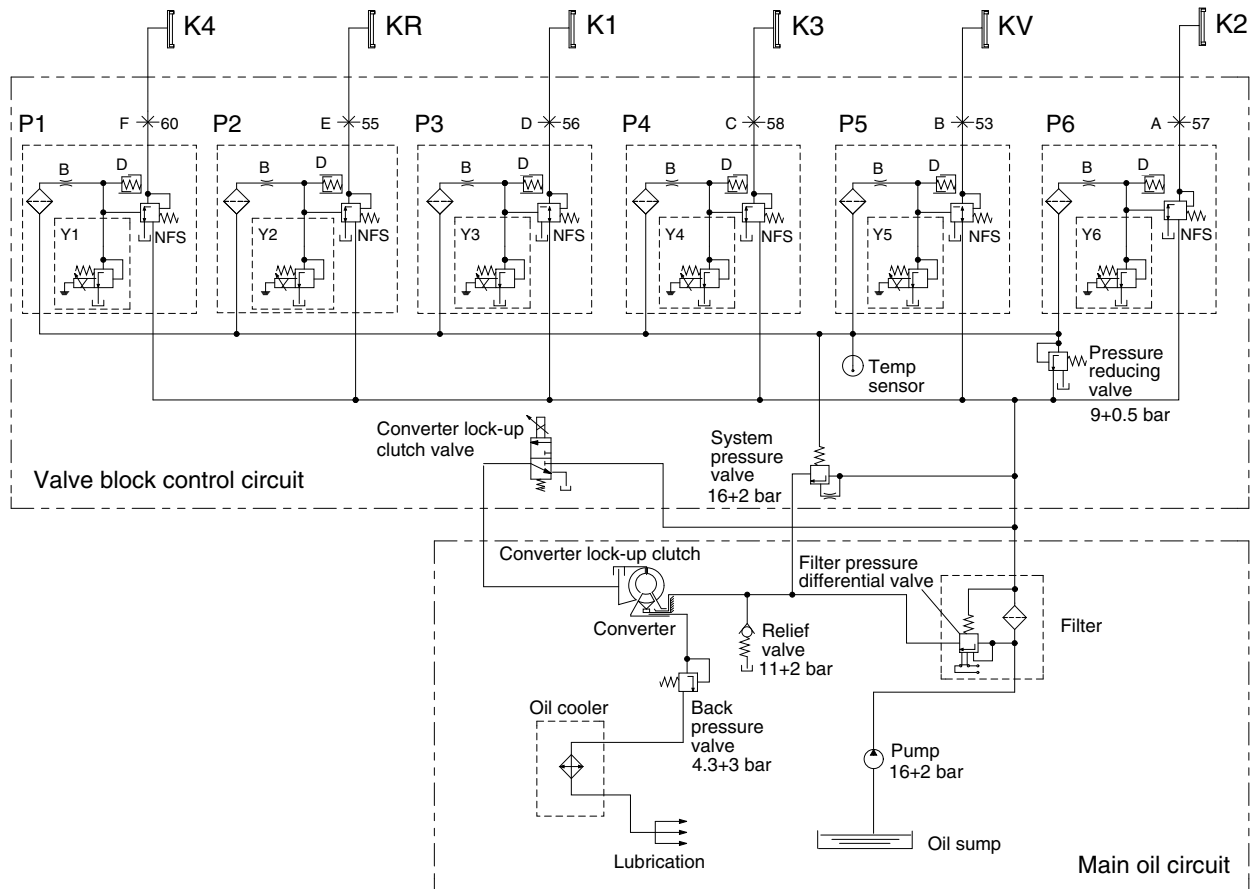 K4 KR K1 K3 KV K2
P1 F 60 P2 E 55 P3 D 56 P4 C 58 P5 B 53 P6 A 57
B D B D B D B D B D B D
Y1 NFS Y2 NFS Y3 NFS Y4 NFS Y5 NFS Y6 NFS
Temp
sensor
Pressure
reducing
valve
9+0.5 bar
Converter lock-up
clutch valve
System
pressure
valve
16+2 bar
Valve block control circuit
Converter lock-up clutch
Filter pressure
differential valve
Converter
Relief
valve
11+2 bar
Filter
Oil cooler
Back
pressure
valve
4.3+3 bar
Pump
16+2 bar
Lubrication
Oil sump
Main oil circuit